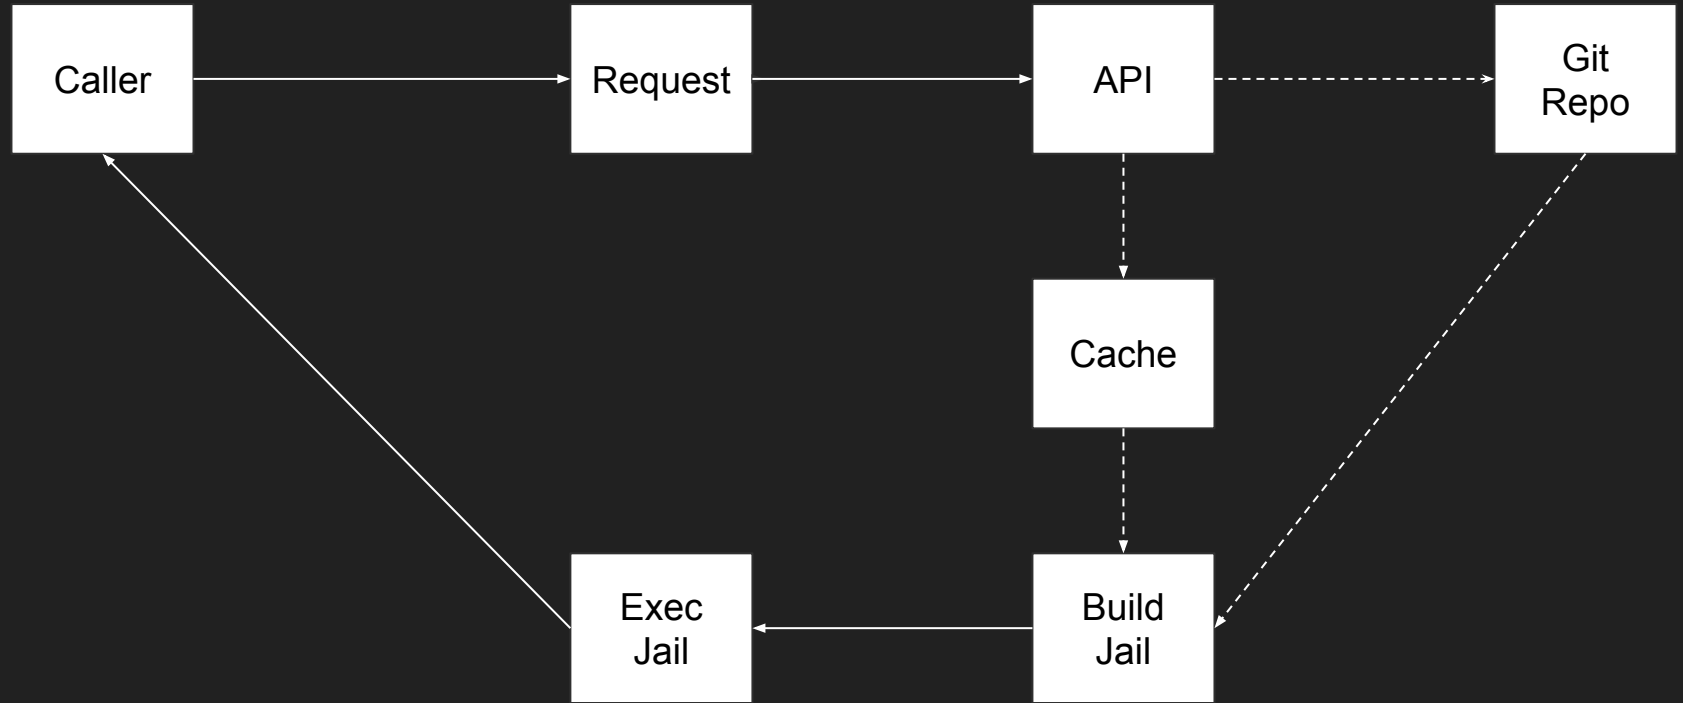 Caller
Request
API
Git
Repo
Cache
Exec
Jail
Build
Jail